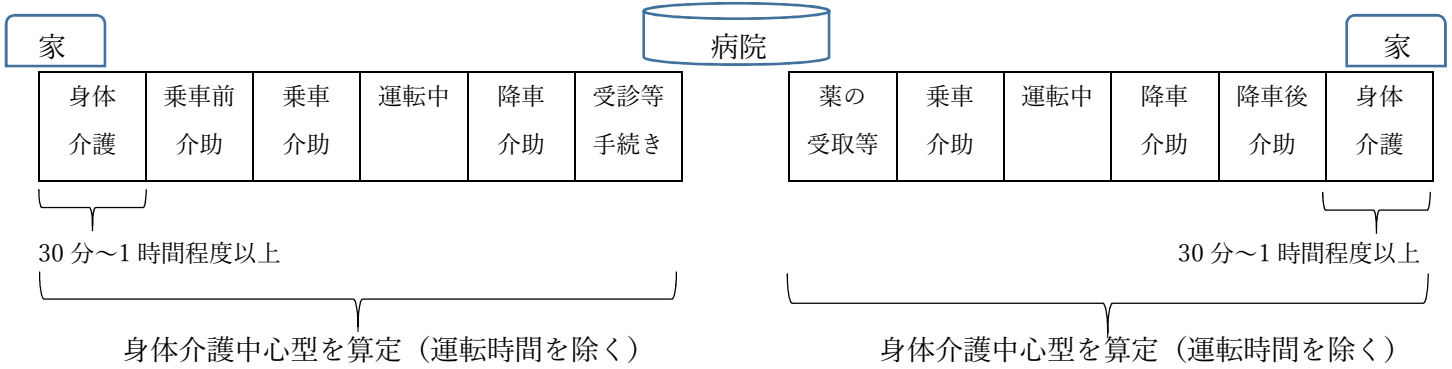 家
病院
家
身体 乗車前 乗車 運転中 降車 受診等
介護 介助 介助 介助 手続き
薬の 乗車 運転中 降車 降車後 身体
受取等 介助 介助 介助 介護
30 分～1 時間程度以上
30 分～1 時間程度以上
身体介護中心型を算定（運転時間を除く）
身体介護中心型を算定（運転時間を除く）